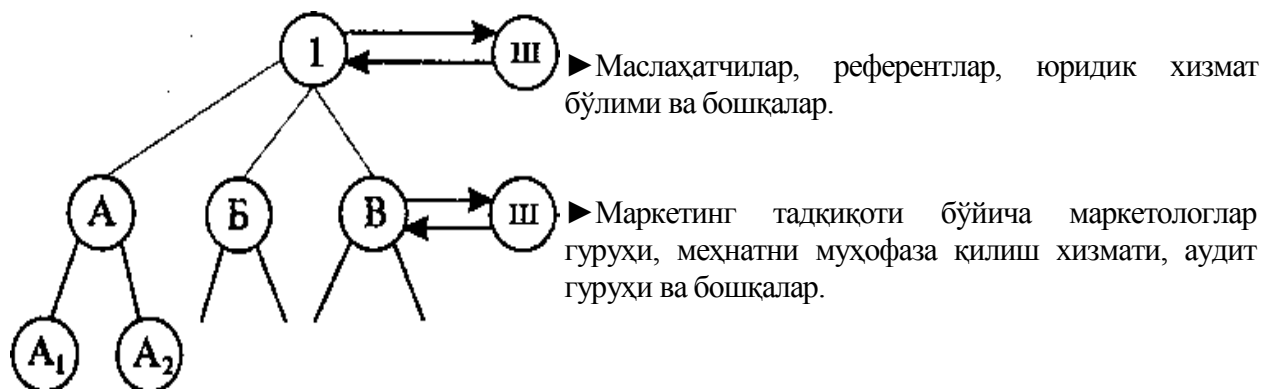 1
Ш
►Маслаҳатчилар, референтлар, юридик хизмат
бўлими ва бошқалар.
А
Б
В
Ш
►Маркетинг тадқиқоти бўйича маркетологлар
гуруҳи, меҳнатни муҳофаза қилиш хизмати, аудит
гуруҳи ва бошқалар.
А₁
А₂